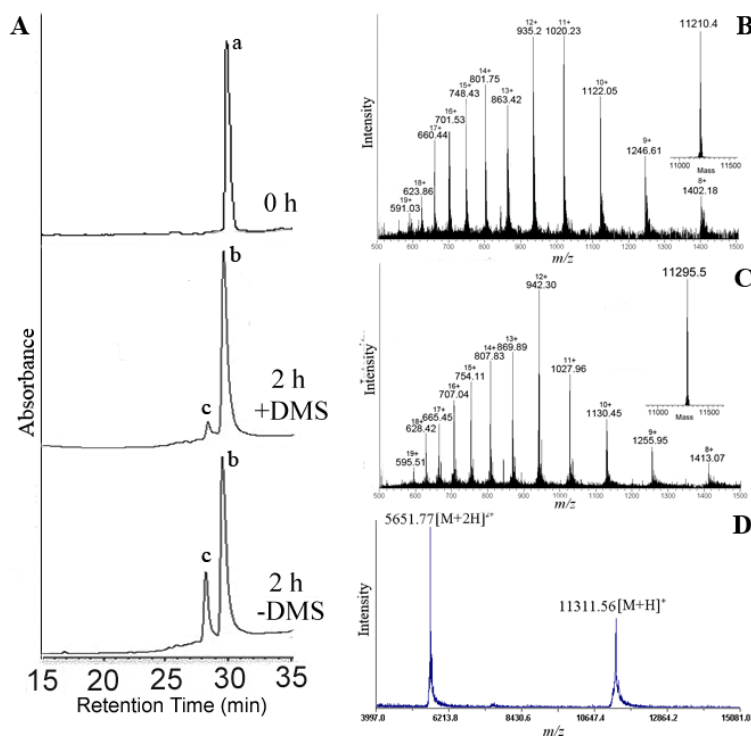 A
a
0 h
b
c
2 h
+DMS
b
c
2 h
-DMS
Absorbance
15 20 25 30 35
Retention Time (min)
B
11210.4
11000 11500
Mass
12+
935.2
11+
1020.23
14+
801.75
15+
748.43
13+
863.42
10+
1122.05
16+
701.53
17+
660.44
9+
1246.61
18+
623.86
8+
1402.18
19+
591.03
Intensity
500 600 700 800 900 1000 1100 1200 1300 1400 1500
m/z
C
11295.5
11000 11500
Mass
12+
942.30
13+
869.89
14+
807.83
11+
1027.96
15+
754.11
16+
707.04
17+
665.45
10+
1130.45
18+
628.42
9+
1255.95
19+
595.51
8+
1413.07
Intensity
500 600 700 800 900 1000 1100 1200 1300 1400 1500
m/z
D
5651.77[M+2H]
11311.56[M+H]+
Intensity
3997.0 6213.8 8430.6 10647.4 12864.2 15081.0
m/z